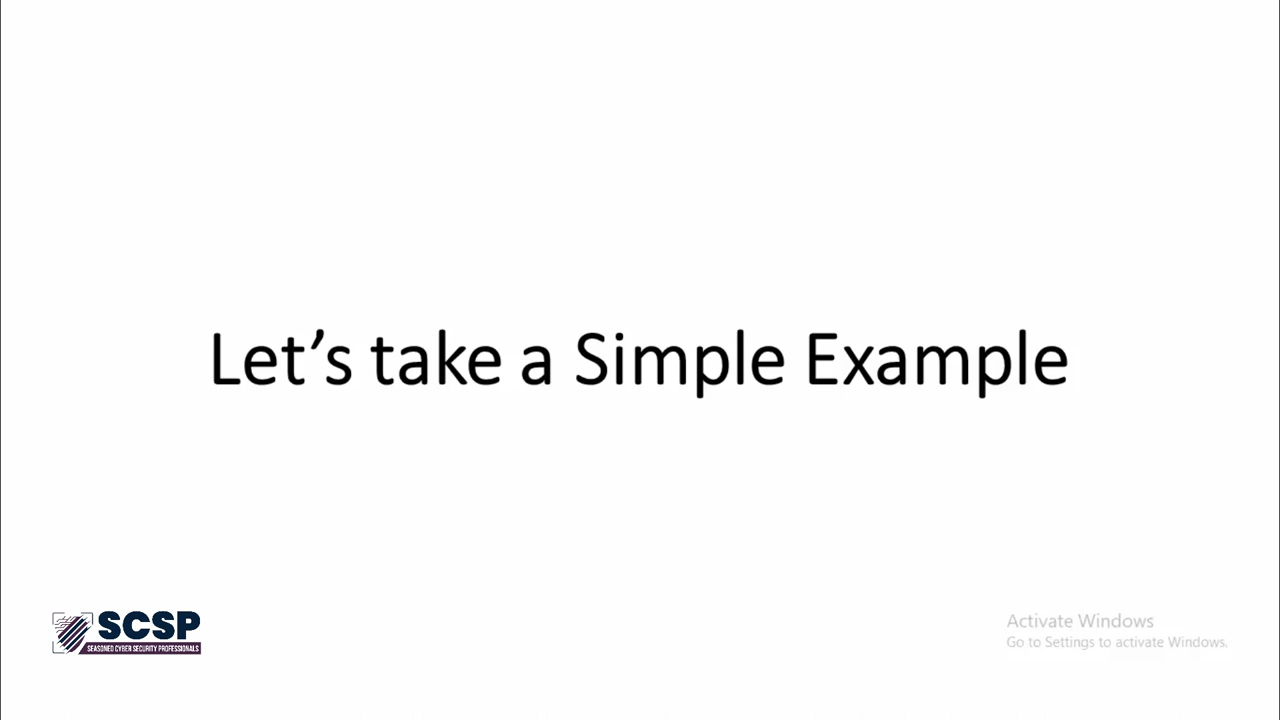 Let’s take a Simple Example
SCSP
SEASONED CYBER SECURITY PROFESSIONALS
Activate Windows
Go to Settings to activate Windows.